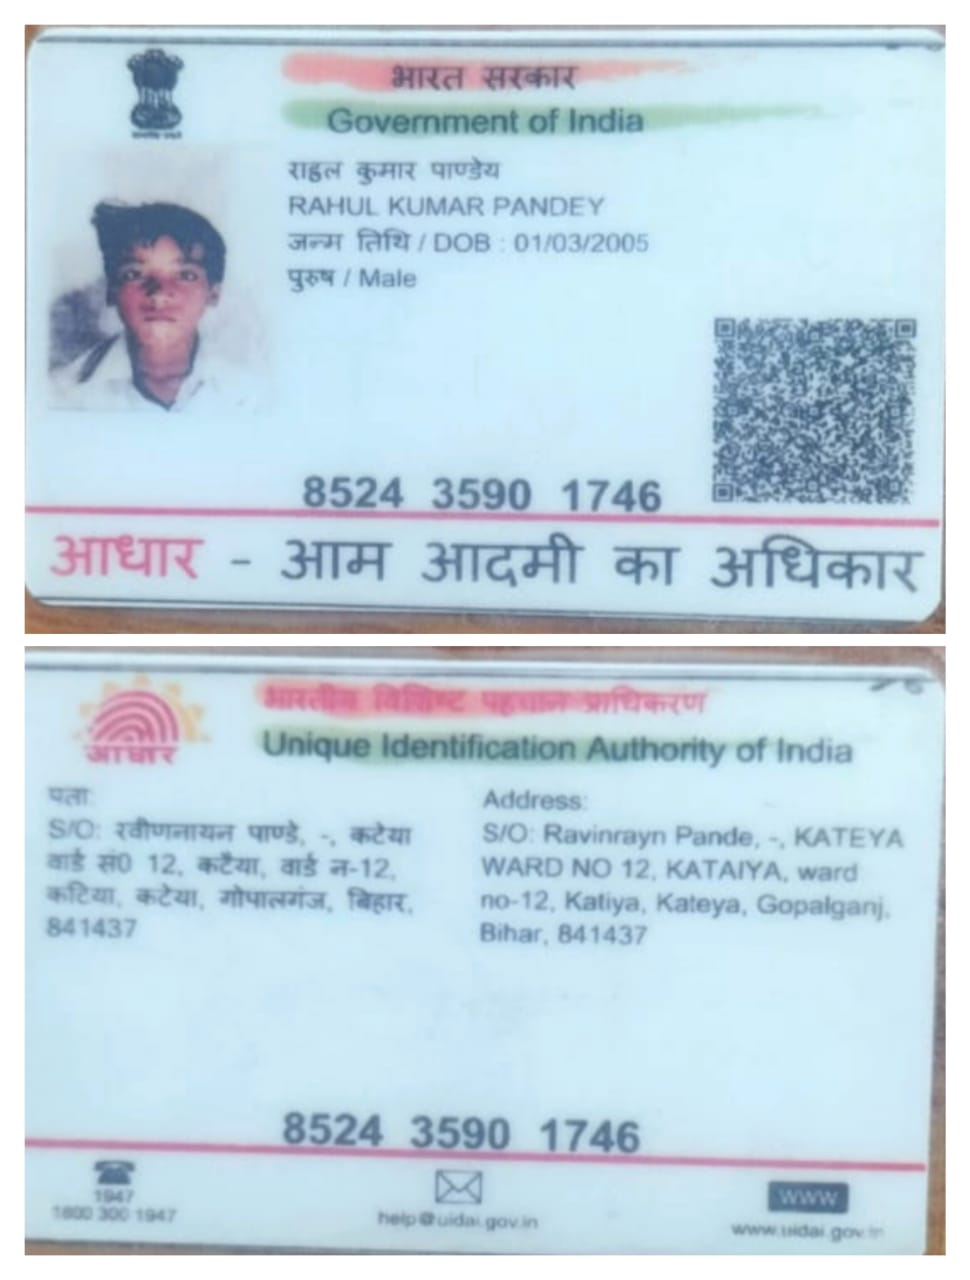 भारत सरकार
Government of India
राहुल कुमार पाण्डेय
RAHUL KUMAR PANDEY
जन्म तिथि / DOB : 01/03/2005
पुरुष / Male
8524 3590 1746
आधार - आम आदमी का अधिकार
भारतीय विशिष्ट पहचान प्राधिकरण
आधार
Unique Identification Authority of India
पता:
S/O: रवीणनायन पाण्डे, -, कटेया
वार्ड सं0 12, कटैया, वार्ड न-12,
कटिया, कटेया, गोपालगंज, बिहार,
841437
Address:
S/O: Ravinrayn Pande, -, KATEYA
WARD NO 12, KATAIYA, ward
no-12, Katiya, Kateya, Gopalganj,
Bihar, 841437
8524 3590 1746
1947
1800 300 1947
help@uidai.gov.in
WWW
www.uidai.gov.in